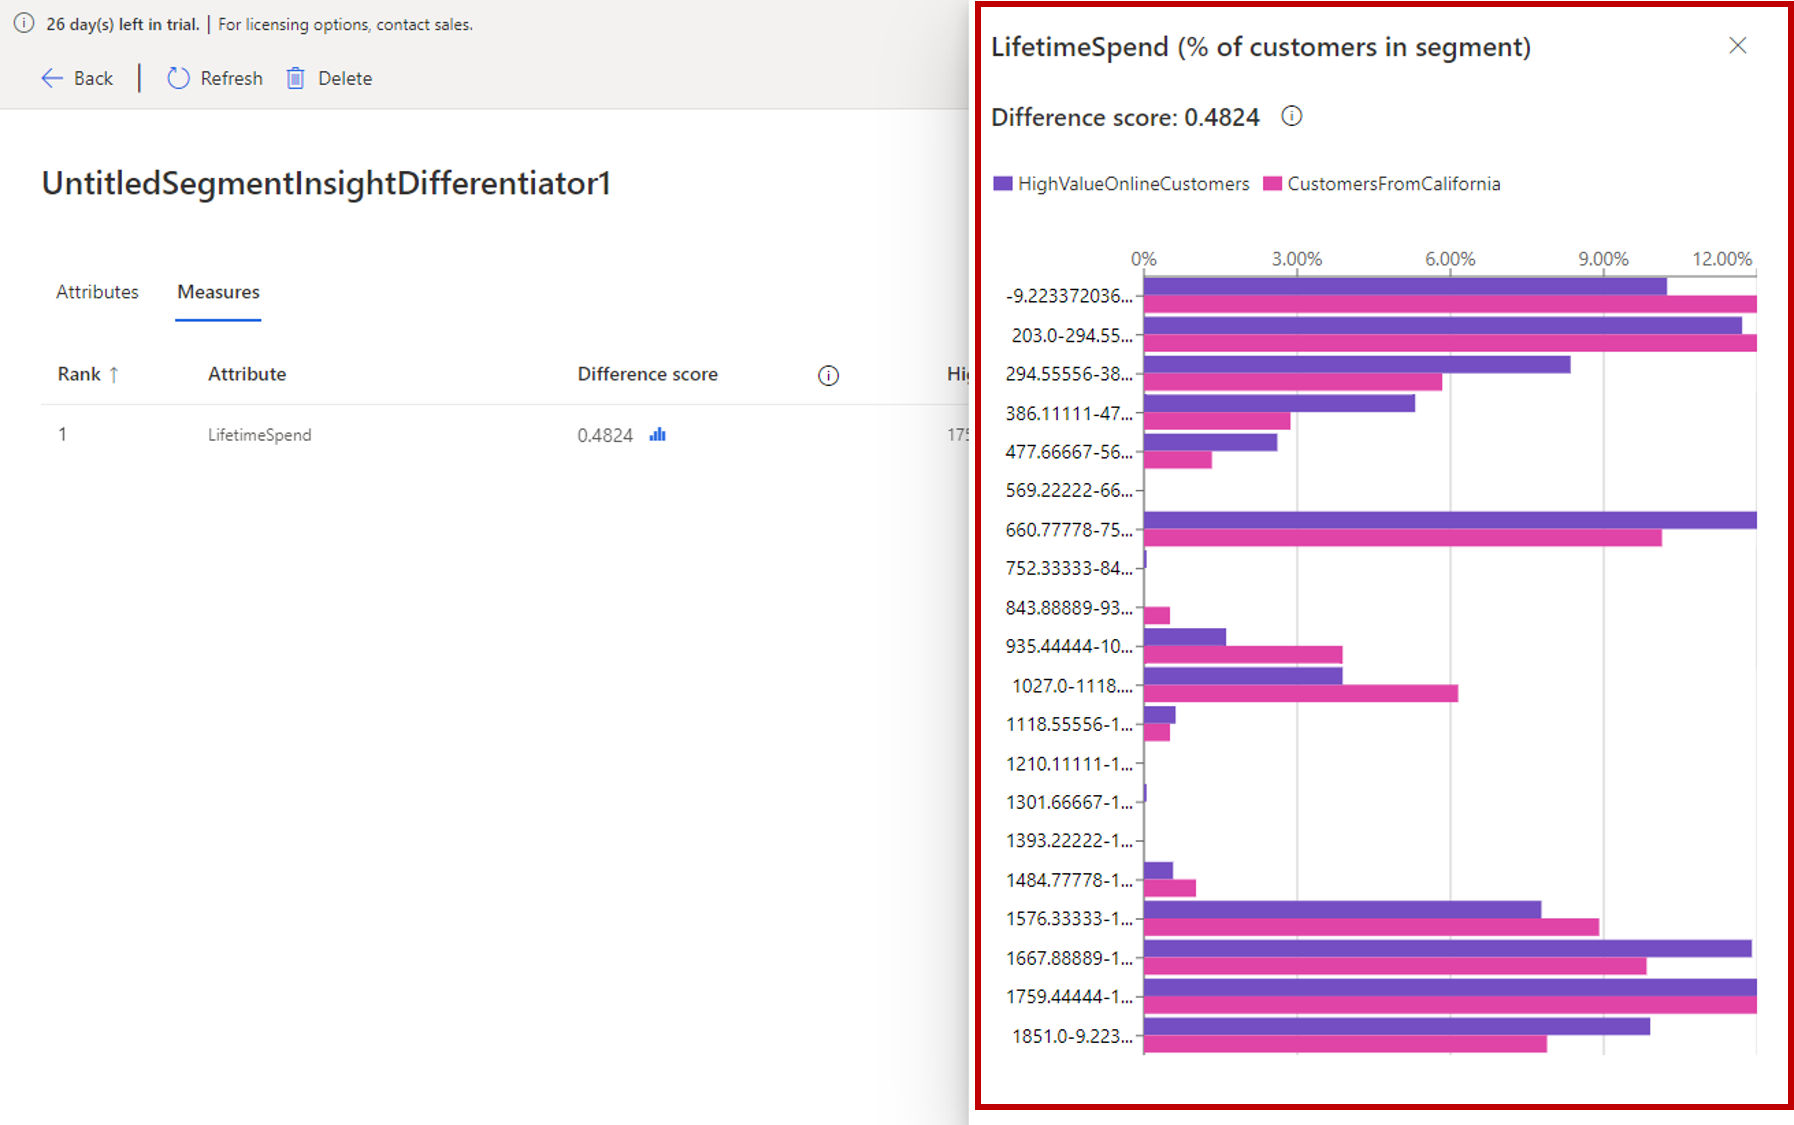 26 day(s) left in trial. | For licensing options, contact sales.
Back | Refresh Delete
UntitledSegmentInsightDifferentiator1
Attributes Measures
Rank ↑ Attribute Difference score
1 LifetimeSpend 0.4824 175
LifetimeSpend (% of customers in segment)
Difference score: 0.4824
HighValueOnlineCustomers CustomersFromCalifornia
0% 3.00% 6.00% 9.00% 12.00%
-9.223372036...
203.0-294.55...
294.55556-38...
386.11111-47...
477.66667-56...
569.22222-66...
660.77778-75...
752.33333-84...
843.88889-93...
935.44444-10...
1027.0-1118....
1118.55556-1...
1210.11111-1...
1301.66667-1...
1393.22222-1...
1484.77778-1...
1576.33333-1...
1667.88889-1...
1759.44444-1...
1851.0-9.223...